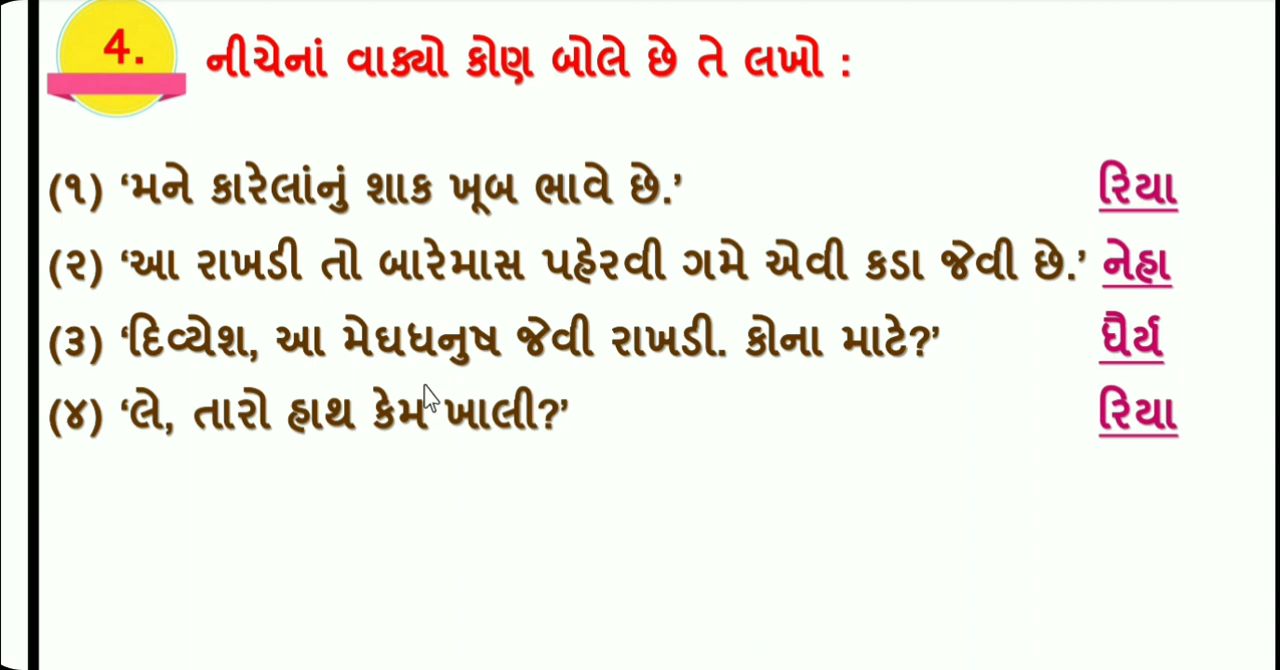 4. નીચેનાં વાક્યો કોણ બોલે છે તે લખો :
(૧) ‘મને કારેલાંનું શાક ખૂબ ભાવે છે.’ રિયા
(૨) ‘આ રાખડી તો બારેમાસ પહેરવી ગમે એવી કડા જેવી છે.’ નેહા
(૩) ‘દિવ્યેશ, આ મેઘધનુષ જેવી રાખડી. કોના માટે?’ ધૈર્ય
(૪) ‘લે, તારો હાથ કેમ ખાલી?’ રિયા